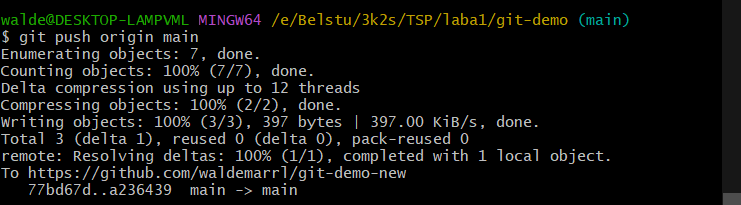 walde@DESKTOP-LAMPVML MINGW64 /e/Belstu/3k2s/TSP/laba1/git-demo (main)
$ git push origin main
Enumerating objects: 7, done.
Counting objects: 100% (7/7), done.
Delta compression using up to 12 threads
Compressing objects: 100% (2/2), done.
Writing objects: 100% (3/3), 397 bytes | 397.00 KiB/s, done.
Total 3 (delta 1), reused 0 (delta 0), pack-reused 0
remote: Resolving deltas: 100% (1/1), completed with 1 local object.
To https://github.com/waldemarrl/git-demo-new
   77bd67d..a236439  main -> main